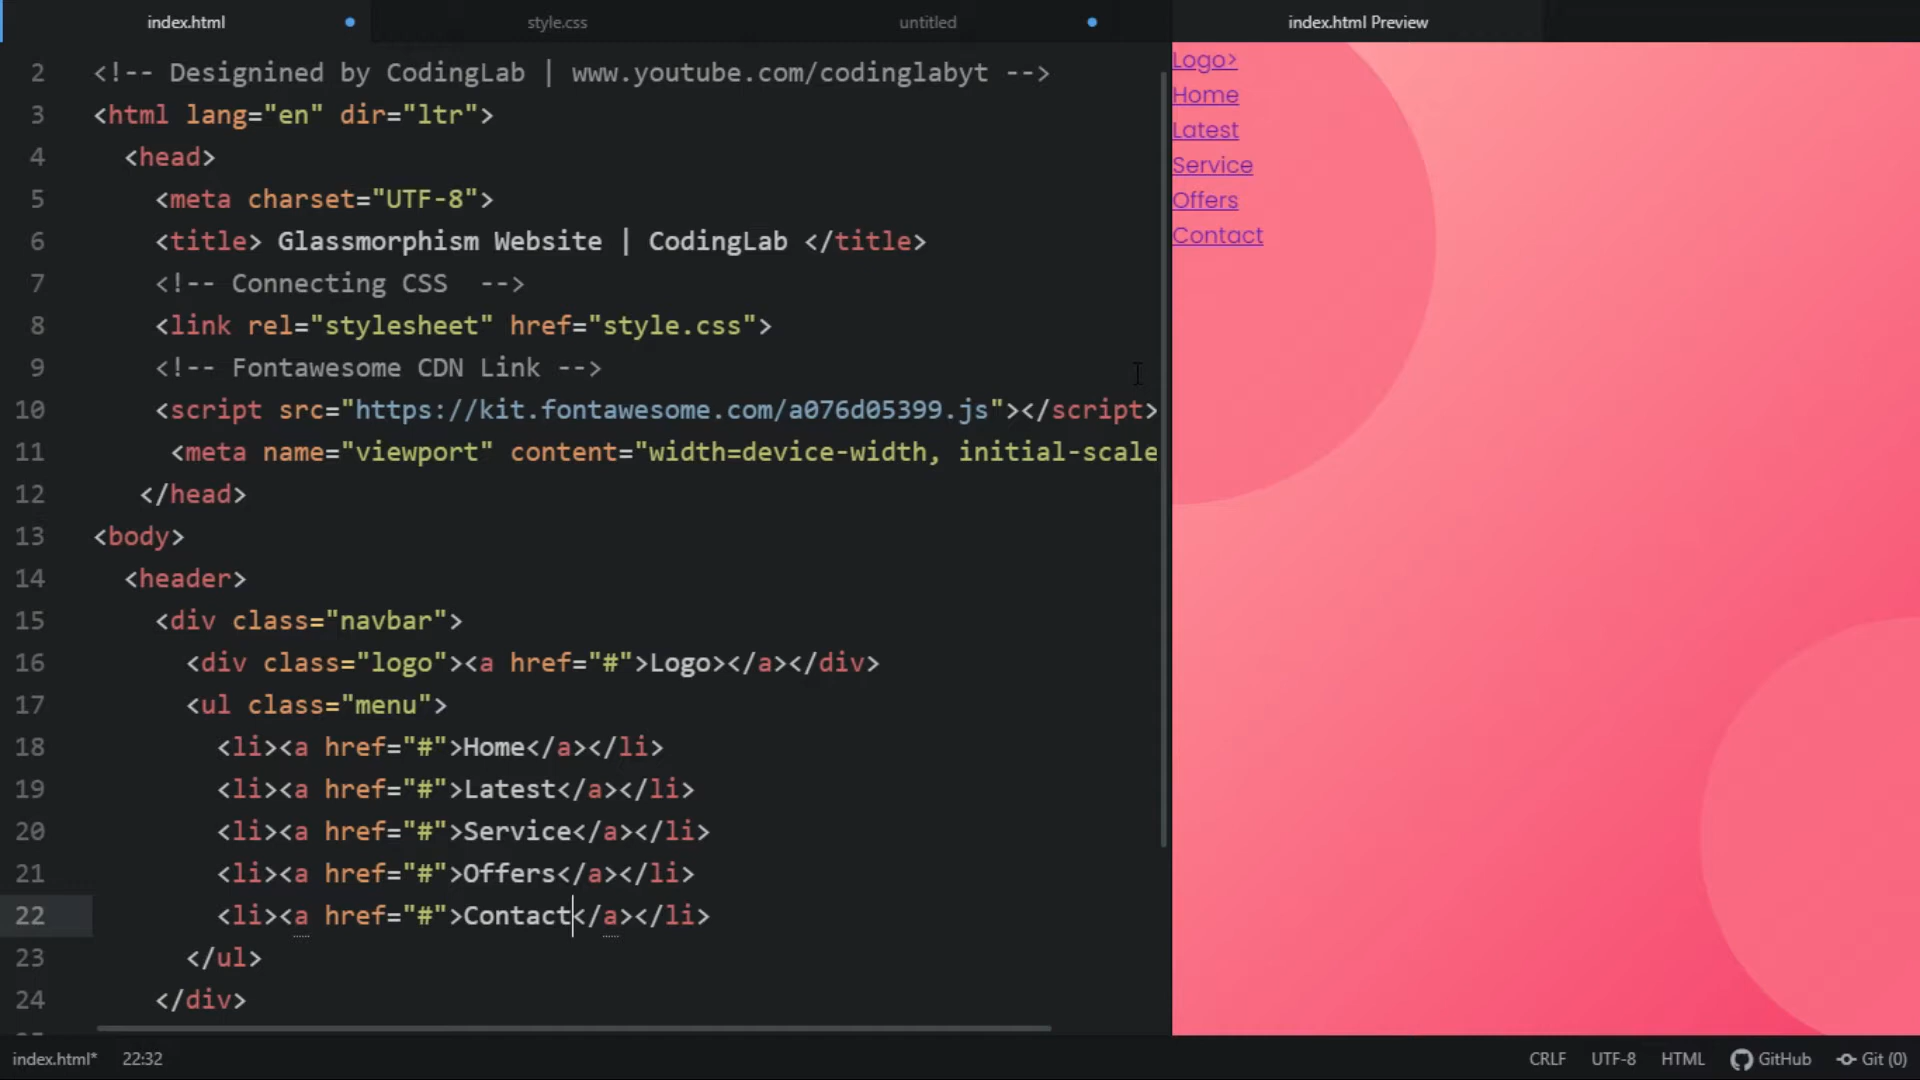 index.html
style.css
untitled
index.html Preview
2 <!-- Designined by CodingLab | www.youtube.com/codinglabyt -->
3 <html lang="en" dir="ltr">
4 <head>
5 <meta charset="UTF-8">
6 <title> Glassmorphism Website | CodingLab </title>
7 <!-- Connecting CSS  -->
8 <link rel="stylesheet" href="style.css">
9 <!-- Fontawesome CDN Link -->
10 <script src="https://kit.fontawesome.com/a076d05399.js"></script>
11 <meta name="viewport" content="width=device-width, initial-scale
12 </head>
13 <body>
14 <header>
15 <div class="navbar">
16 <div class="logo"><a href="#">Logo></a></div>
17 <ul class="menu">
18 <li><a href="#">Home</a></li>
19 <li><a href="#">Latest</a></li>
20 <li><a href="#">Service</a></li>
21 <li><a href="#">Offers</a></li>
22 <li><a href="#">Contact</a></li>
23 </ul>
24 </div>
Logo>
Home
Latest
Service
Offers
Contact
index.html* 22:32
CRLF UTF-8 HTML GitHub Git (0)